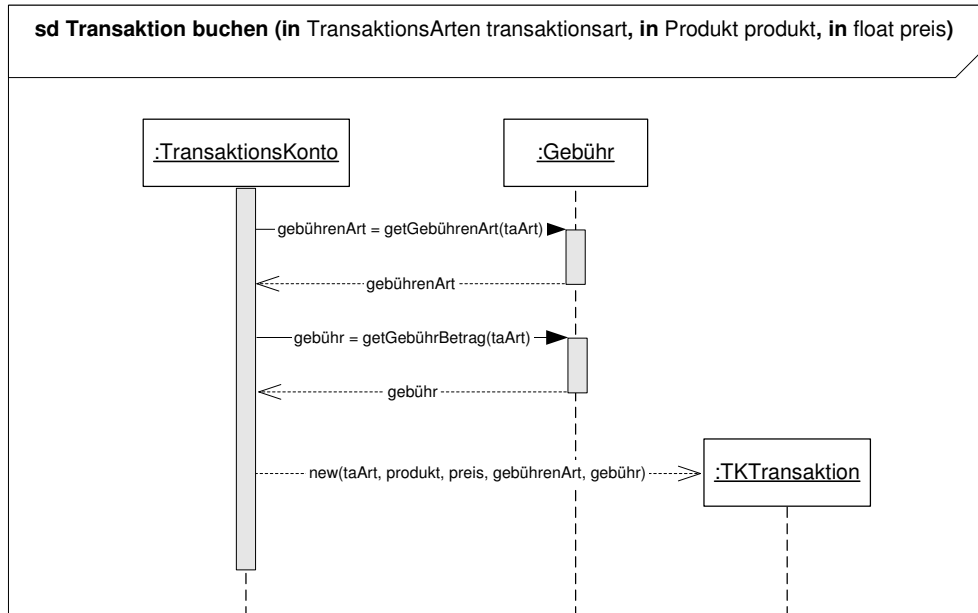 sd Transaktion buchen (in TransaktionsArten transaktionsart, in Produkt produkt, in float preis)
:TransaktionsKonto
:Gebühr
gebührenArt = getGebührenArt(taArt)
gebührenArt
gebühr = getGebührBetrag(taArt)
gebühr
new(taArt, produkt, preis, gebührenArt, gebühr)
:TKTransaktion